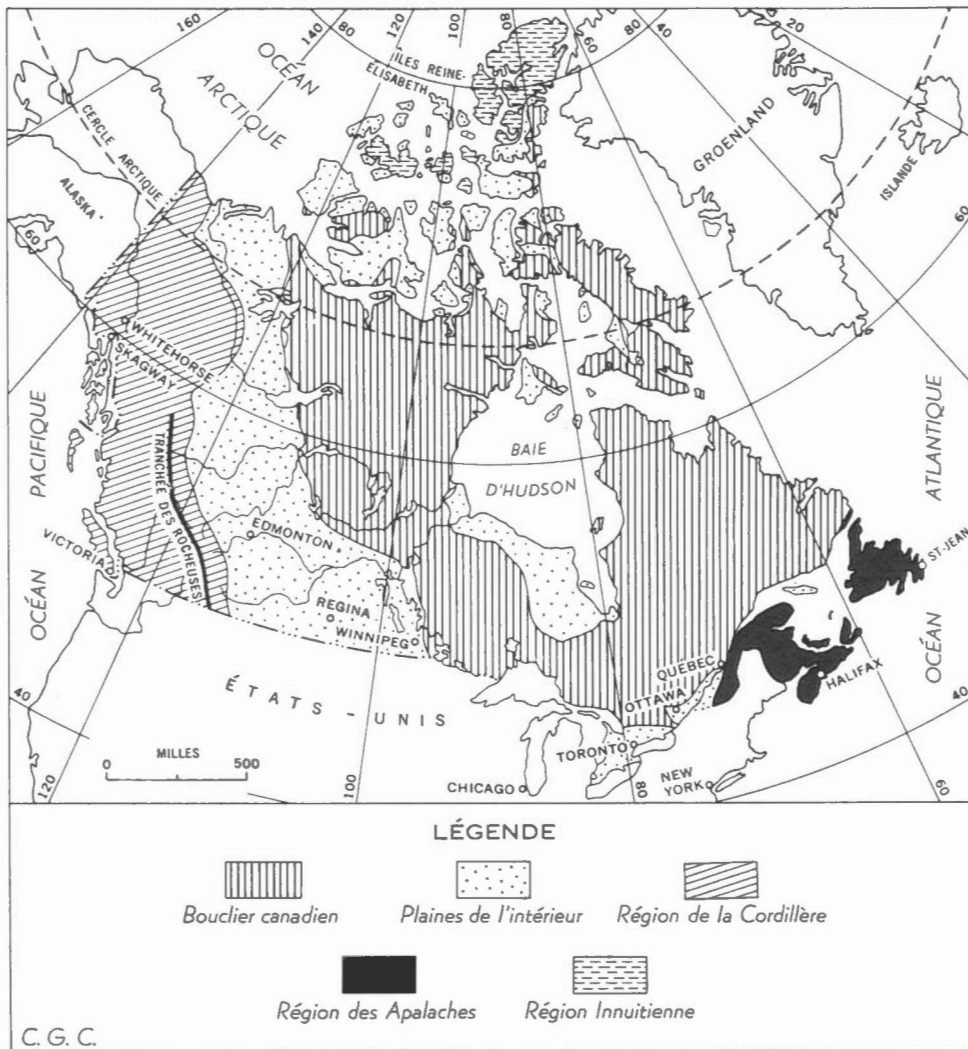 160
140
80
120
100
80
60
80
40
20
OCÉAN
ARCTIQUE
ÎLES REINE-
ÉLISABETH
GROENLAND
ISLANDE
CERCLE ARCTIQUE
ALASKA
60
60
WHITEHORSE
SKAGWAY
PACIFIQUE
OCÉAN
VICTORIA
TRANCHÉE DES ROCHEUSES
EDMONTON
REGINA
WINNIPEG
BAIE
D'HUDSON
ATLANTIQUE
OCÉAN
ST-JEAN
QUÉBEC
OTTAWA
HALIFAX
TORONTO
NEW
YORK
CHICAGO
ÉTATS-UNIS
MILLES
0 500
40
120
100
80
60
40
LÉGENDE
Bouclier canadien
Plaines de l'intérieur
Région de la Cordillère
Région des Apalaches
Région Innuitienne
C. G. C.